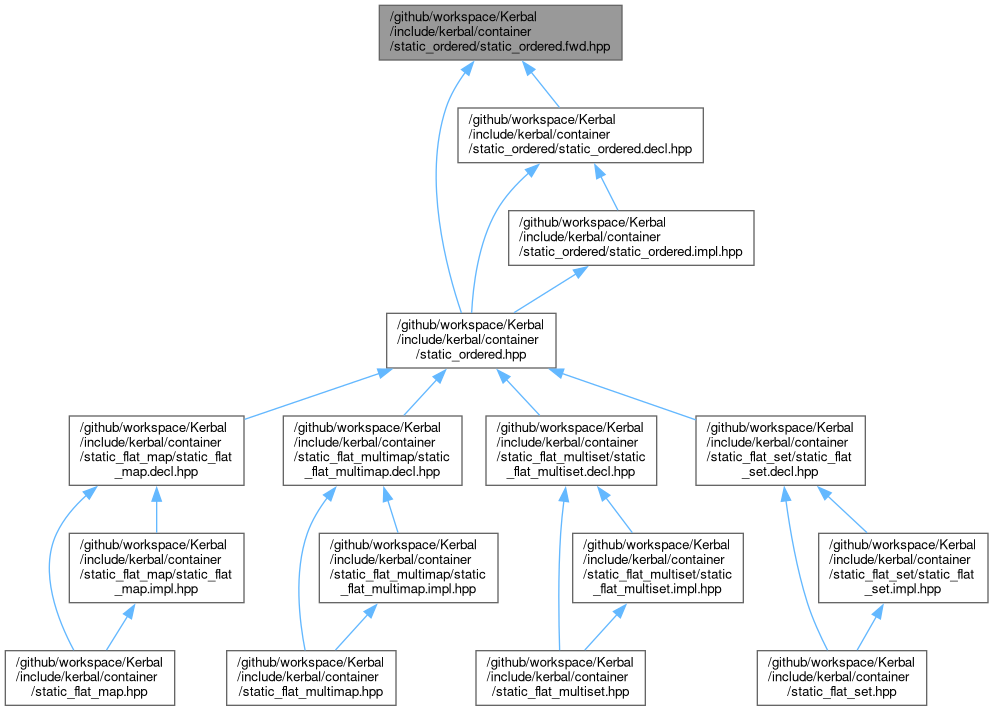 /github/workspace/Kerbal
/include/kerbal/container
/static_ordered/static_ordered.fwd.hpp
/github/workspace/Kerbal
/include/kerbal/container
/static_ordered/static_ordered.decl.hpp
/github/workspace/Kerbal
/include/kerbal/container
/static_ordered/static_ordered.impl.hpp
/github/workspace/Kerbal
/include/kerbal/container
/static_ordered.hpp
/github/workspace/Kerbal
/include/kerbal/container
/static_flat_map/static_flat
_map.decl.hpp
/github/workspace/Kerbal
/include/kerbal/container
/static_flat_multimap/static
_flat_multimap.decl.hpp
/github/workspace/Kerbal
/include/kerbal/container
/static_flat_multiset/static
_flat_multiset.decl.hpp
/github/workspace/Kerbal
/include/kerbal/container
/static_flat_set/static_flat
_set.decl.hpp
/github/workspace/Kerbal
/include/kerbal/container
/static_flat_map/static_flat
_map.impl.hpp
/github/workspace/Kerbal
/include/kerbal/container
/static_flat_multimap/static
_flat_multimap.impl.hpp
/github/workspace/Kerbal
/include/kerbal/container
/static_flat_multiset/static
_flat_multiset.impl.hpp
/github/workspace/Kerbal
/include/kerbal/container
/static_flat_set/static_flat
_set.impl.hpp
/github/workspace/Kerbal
/include/kerbal/container
/static_flat_map.hpp
/github/workspace/Kerbal
/include/kerbal/container
/static_flat_multimap.hpp
/github/workspace/Kerbal
/include/kerbal/container
/static_flat_multiset.hpp
/github/workspace/Kerbal
/include/kerbal/container
/static_flat_set.hpp